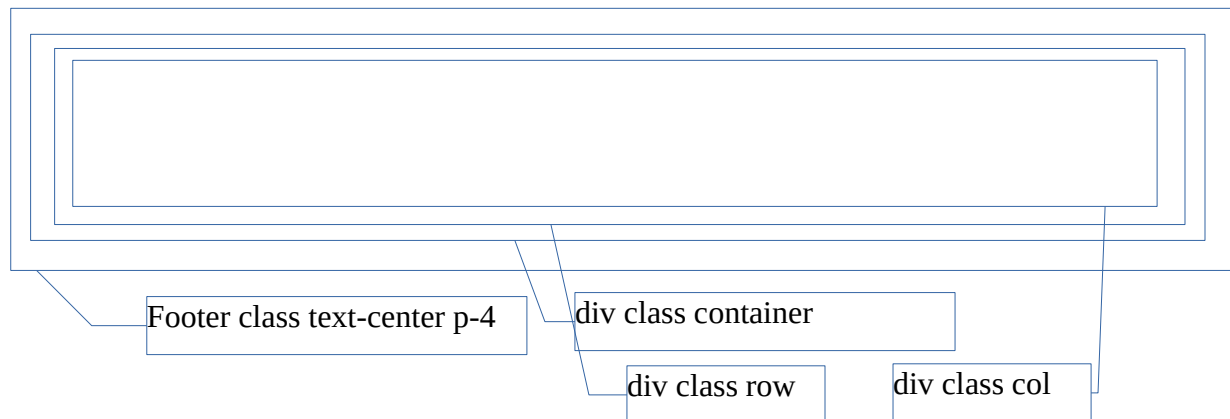 Footer class text-center p-4
div class container
div class row
div class col